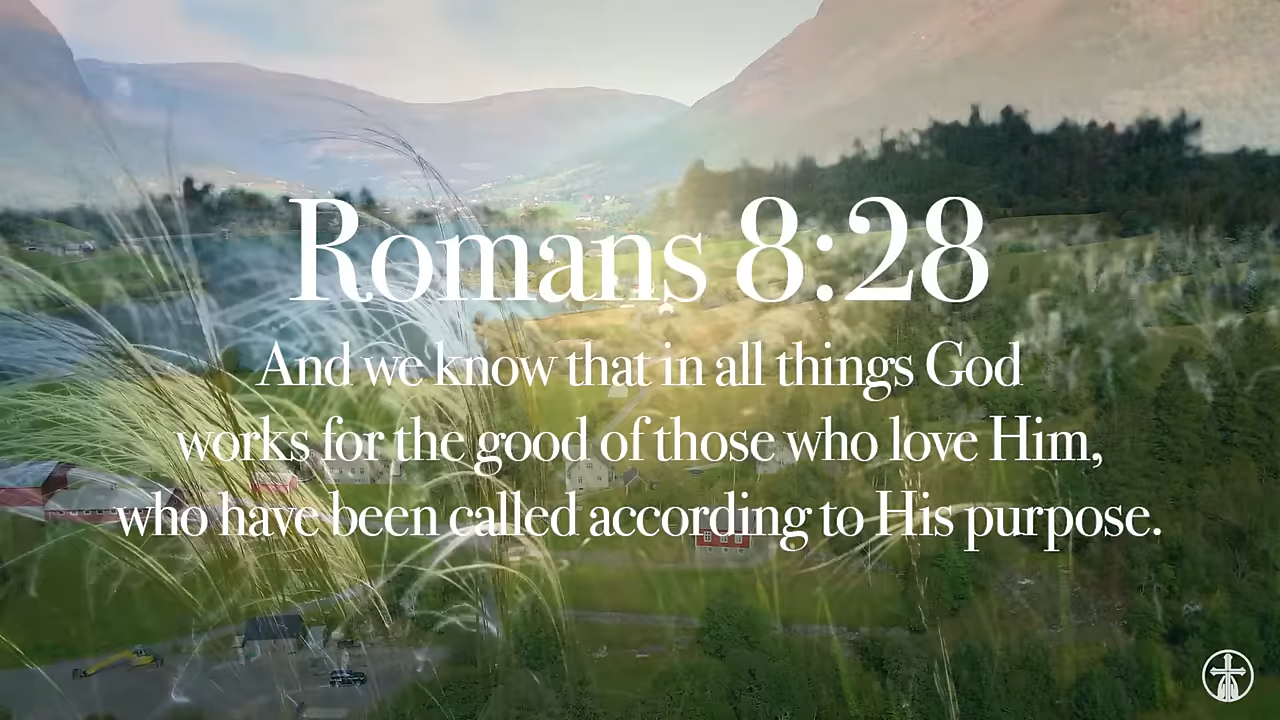 Romans 8:28
And we know that in all things God
works for the good of those who love Him,
who have been called according to His purpose.